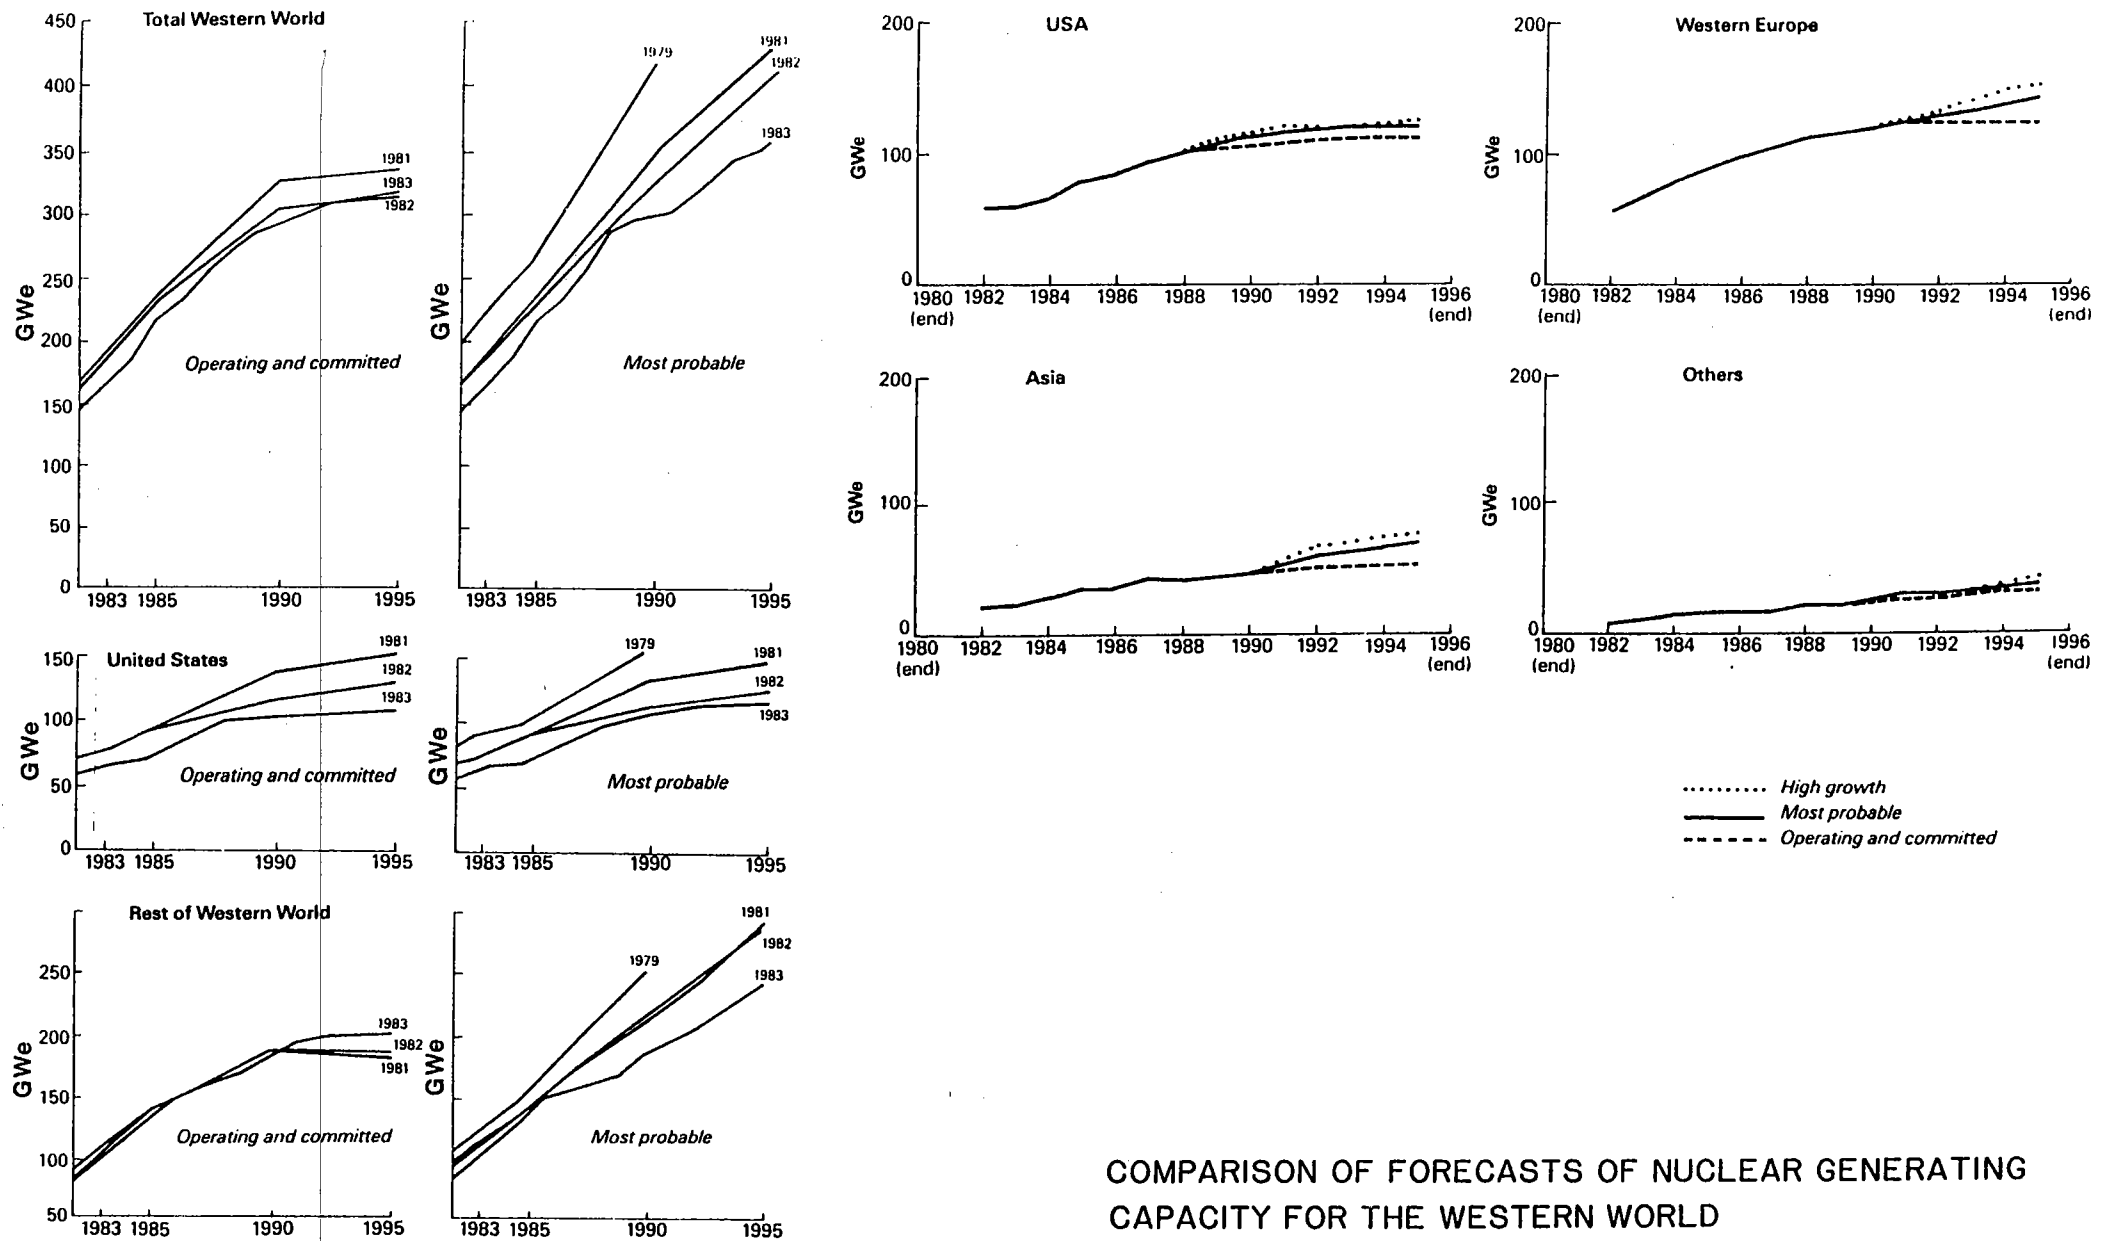 Total Western World
450
400
350
300
250
200
150
100
50
0
GWe
1981
1983
1982
Operating and committed
1983 1985 1990 1995
1979
1981
1982
1983
GWe
Most probable
1983 1985 1990 1995
United States
150
100
50
0
GWe
1981
1982
1983
Operating and committed
1983 1985 1990 1995
1979
1981
1982
1983
GWe
Most probable
1983 1985 1990 1995
Rest of Western World
250
200
150
100
50
GWe
1983
1982
1981
Operating and committed
1983 1985 1990 1995
1981
1982
1979
1983
GWe
Most probable
1983 1985 1990 1995
USA
200
100
0
GWe
1980 1982 1984 1986 1988 1990 1992 1994 1996
(end) (end)
Western Europe
200
100
0
GWe
1980 1982 1984 1986 1988 1990 1992 1994 1996
(end) (end)
Asia
200
100
0
GWe
1980 1982 1984 1986 1988 1990 1992 1994 1996
(end) (end)
Others
200
100
0
GWe
1980 1982 1984 1986 1988 1990 1992 1994 1996
(end) (end)
High growth
Most probable
Operating and committed
COMPARISON OF FORECASTS OF NUCLEAR GENERATING
CAPACITY FOR THE WESTERN WORLD